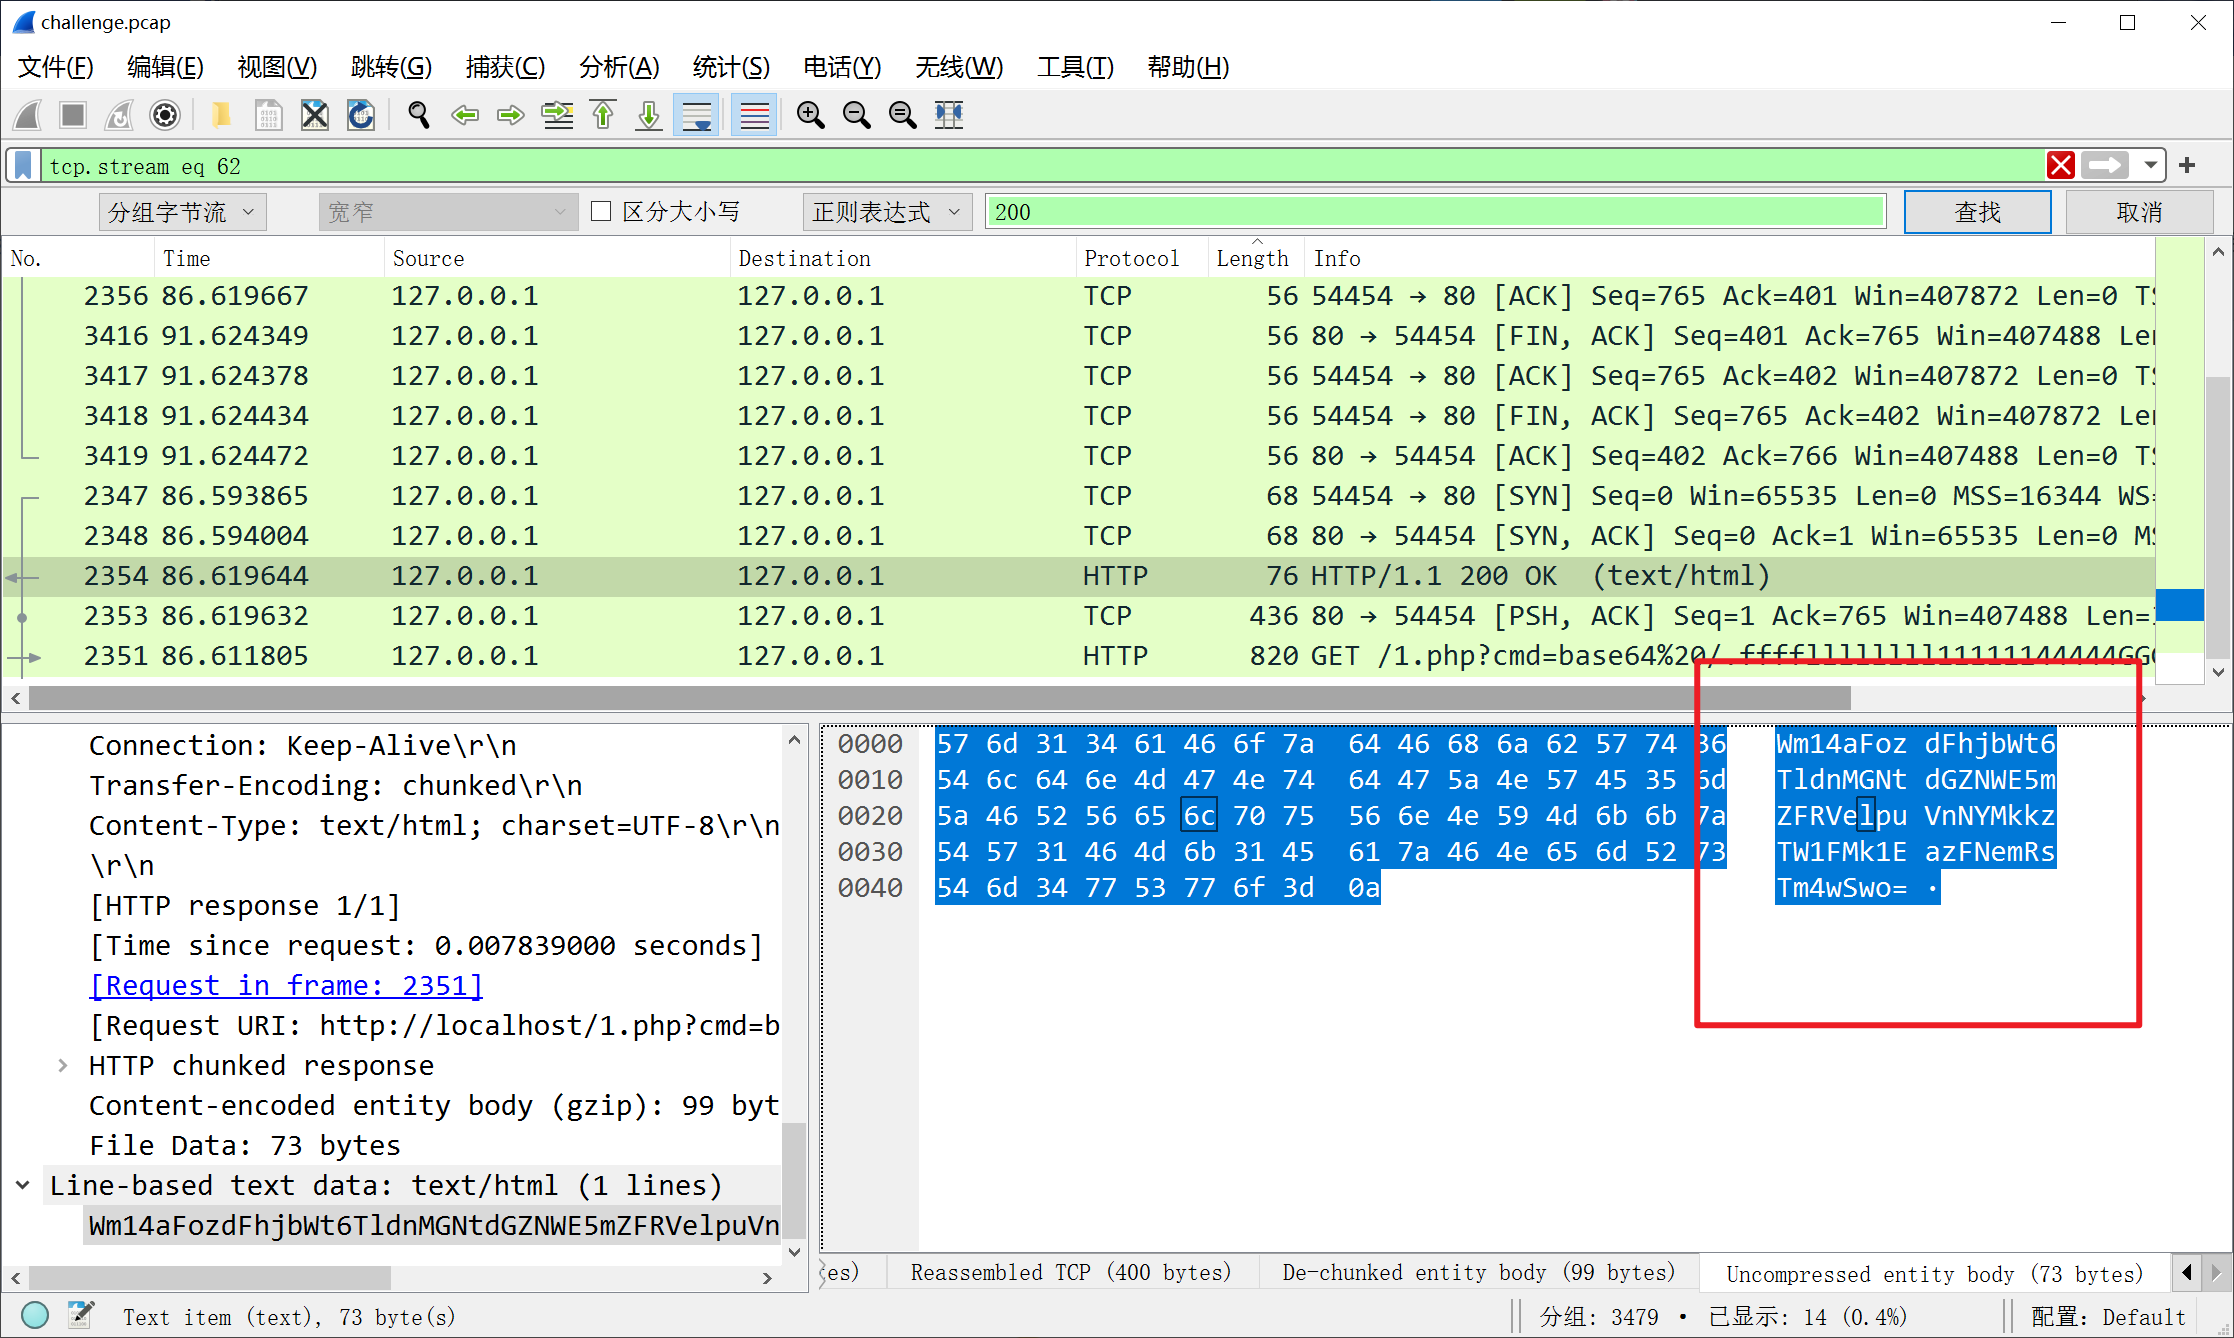 challenge.pcap
文件(F) 编辑(E) 视图(V) 跳转(G) 捕获(C) 分析(A) 统计(S) 电话(Y) 无线(W) 工具(T) 帮助(H)
tcp.stream eq 62
分组字节流 宽窄 区分大小写 正则表达式 200 查找 取消
No. Time Source Destination Protocol Length Info
2356 86.619667 127.0.0.1 127.0.0.1 TCP 56 54454 → 80 [ACK] Seq=765 Ack=401 Win=407872 Len=0 TS
3416 91.624349 127.0.0.1 127.0.0.1 TCP 56 80 → 54454 [FIN, ACK] Seq=401 Ack=765 Win=407488 Len
3417 91.624378 127.0.0.1 127.0.0.1 TCP 56 54454 → 80 [ACK] Seq=765 Ack=402 Win=407872 Len=0 TS
3418 91.624434 127.0.0.1 127.0.0.1 TCP 56 54454 → 80 [FIN, ACK] Seq=765 Ack=402 Win=407872 Len
3419 91.624472 127.0.0.1 127.0.0.1 TCP 56 80 → 54454 [ACK] Seq=402 Ack=766 Win=407488 Len=0 TS
2347 86.593865 127.0.0.1 127.0.0.1 TCP 68 54454 → 80 [SYN] Seq=0 Win=65535 Len=0 MSS=16344 WS=
2348 86.594004 127.0.0.1 127.0.0.1 TCP 68 80 → 54454 [SYN, ACK] Seq=0 Ack=1 Win=65535 Len=0 MS
2354 86.619644 127.0.0.1 127.0.0.1 HTTP 76 HTTP/1.1 200 OK (text/html)
2353 86.619632 127.0.0.1 127.0.0.1 TCP 436 80 → 54454 [PSH, ACK] Seq=1 Ack=765 Win=407488 Len=
2351 86.611805 127.0.0.1 127.0.0.1 HTTP 820 GET /1.php?cmd=base64%20/
Connection: Keep-Alive\r\n
Transfer-Encoding: chunked\r\n
Content-Type: text/html; charset=UTF-8\r\n
\r\n
[HTTP response 1/1]
[Time since request: 0.007839000 seconds]
[Request in frame: 2351]
[Request URI: http://localhost/1.php?cmd=b
HTTP chunked response
Content-encoded entity body (gzip): 99 byt
File Data: 73 bytes
Line-based text data: text/html (1 lines)
Wm14aFozdFhjbWt6TldnMGNtdGZNWE5mZFRVelpuVn
0000 57 6d 31 34 61 46 6f 7a 64 46 68 6a 62 57 74 36 Wm14aFoz dFhjbWt6
0010 54 6c 64 6e 4d 47 4e 74 64 47 5a 4e 57 45 35 6d TldnMGNt dGZNWE5m
0020 5a 46 52 56 65 6c 70 75 56 6e 4e 59 4d 6b 6b 7a ZFRVelpu VnNYMkkz
0030 54 57 31 46 4d 6b 31 45 61 7a 46 4e 65 6d 52 73 TW1FMk1E azFNemRs
0040 54 6d 34 77 53 77 6f 3d 0a Tm4wSwo= ·
es) Reassembled TCP (400 bytes) De-chunked entity body (99 bytes) Uncompressed entity body (73 bytes)
Text item (text), 73 byte(s) 分组: 3479 · 已显示: 14 (0.4%) 配置: Default